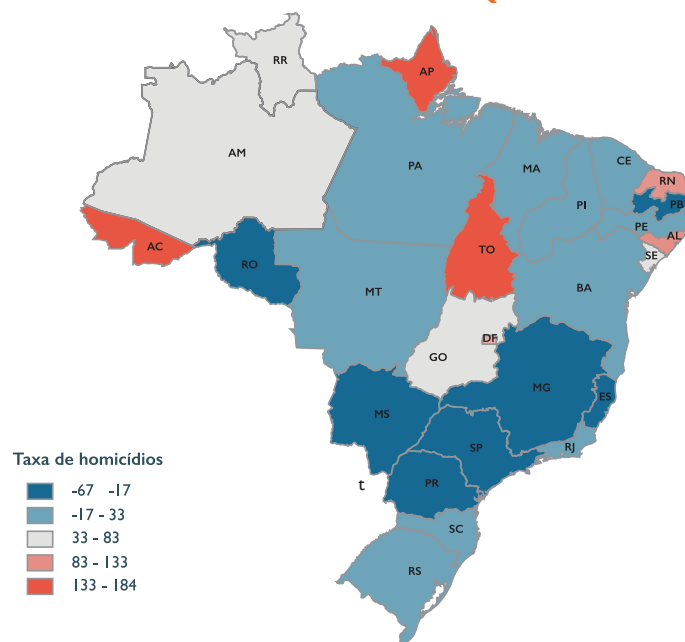 RR
AP
AM
PA
MA
CE
RN
PI
PB
PE
AL
SE
AC
RO
TO
BA
MT
DF
GO
MG
MS
ES
SP
RJ
PR
SC
RS
t
Taxa de homicídios
-67 -17
-17 - 33
33 - 83
83 - 133
133 - 184